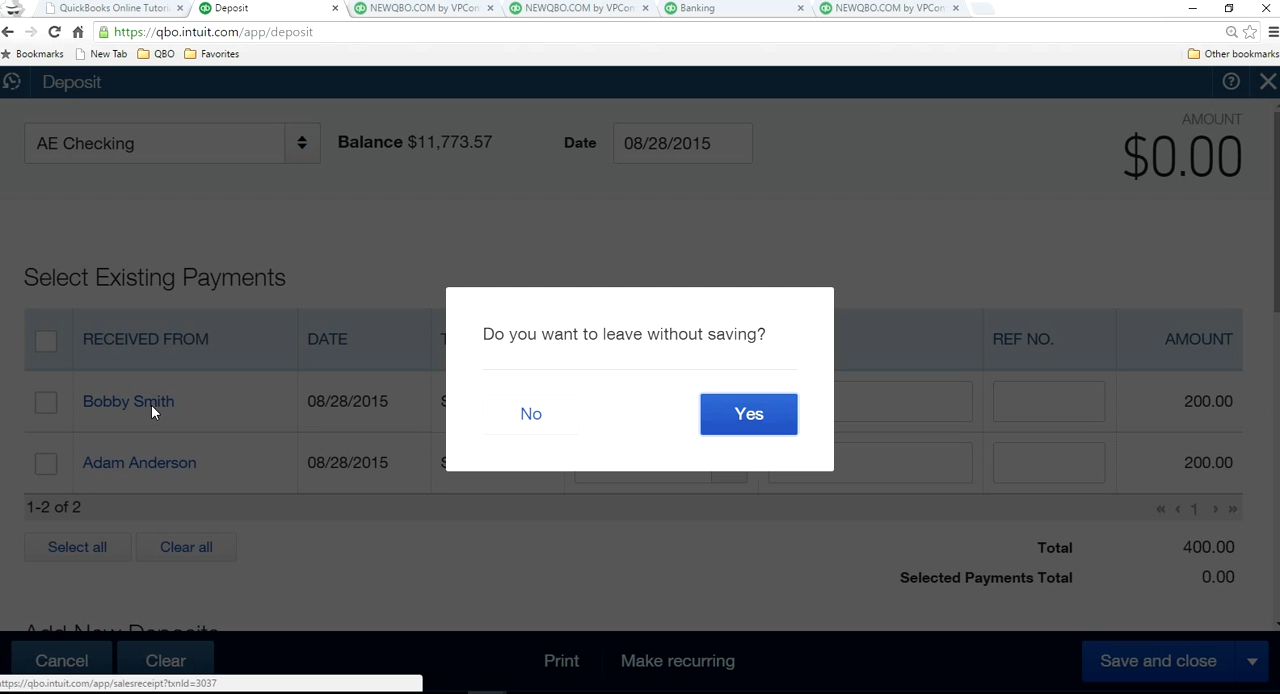 QuickBooks Online Tutori
Deposit
NEWQBO.COM by VPCon
NEWQBO.COM by VPCon
Banking
NEWQBO.COM by VPCon
https://qbo.intuit.com/app/deposit
Bookmarks
New Tab
QBO
Favorites
Other bookmarks
Deposit
AE Checking
Balance $11,773.57
Date
08/28/2015
AMOUNT
$0.00
Select Existing Payments
RECEIVED FROM
DATE
REF NO.
AMOUNT
Bobby Smith
08/28/2015
200.00
Adam Anderson
08/28/2015
200.00
Do you want to leave without saving?
No
Yes
1-2 of 2
« ‹ 1 › »
Select all
Clear all
Total
400.00
Selected Payments Total
0.00
Add New Deposits
Cancel
Clear
Print
Make recurring
Save and close
ttps://qbo.intuit.com/app/salesreceipt?txnId=3037